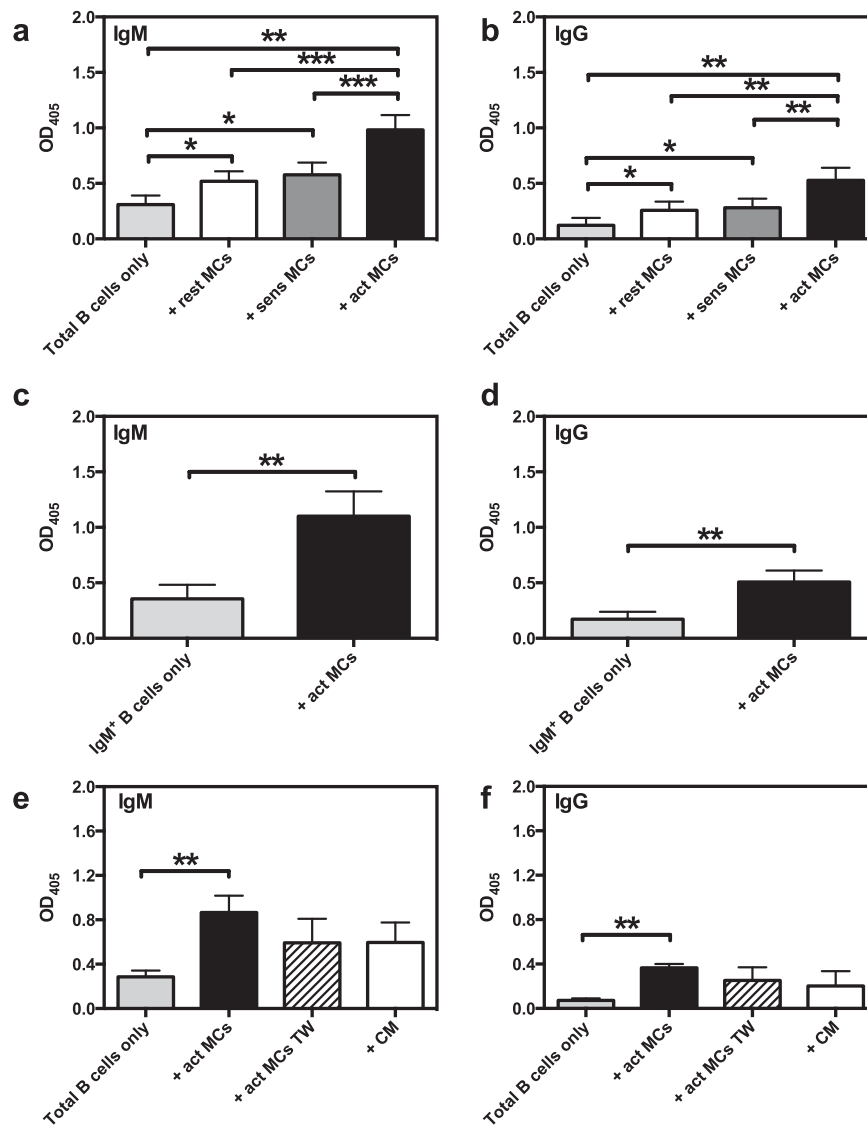 a
IgM
OD405
2.0
1.5
1.0
0.5
0.0
**
***
***
*
*
Total B cells only
+ rest MCs
+ sens MCs
+ act MCs
b
IgG
OD405
2.0
1.5
1.0
0.5
0.0
**
**
**
*
*
Total B cells only
+ rest MCs
+ sens MCs
+ act MCs
c
IgM
OD405
2.0
1.5
1.0
0.5
0.0
**
IgM+ B cells only
+ act MCs
d
IgG
OD405
2.0
1.5
1.0
0.5
0.0
**
IgM+ B cells only
+ act MCs
e
IgM
OD405
2.0
1.6
1.2
0.8
0.4
0.0
**
Total B cells only
+ act MCs
+ act MCs TW
+ CM
f
IgG
OD405
2.0
1.6
1.2
0.8
0.4
0.0
**
Total B cells only
+ act MCs
+ act MCs TW
+ CM